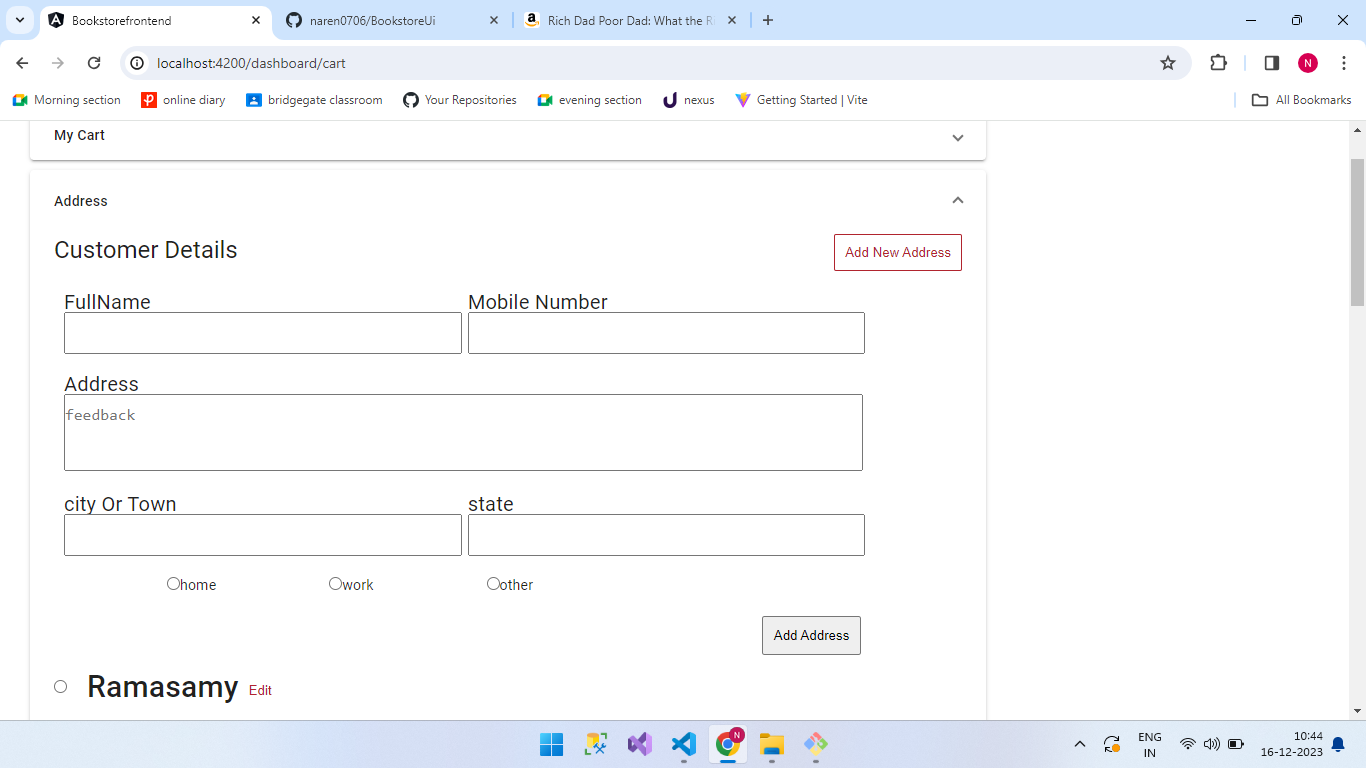 Bookstorefrontend
naren0706/BookstoreUi
Rich Dad Poor Dad: What the Ri
localhost:4200/dashboard/cart
N
Morning section
online diary
bridgegate classroom
Your Repositories
evening section
nexus
Getting Started | Vite
All Bookmarks
My Cart
Address
Customer Details
Add New Address
FullName
Mobile Number
Address
feedback
city Or Town
state
home
work
other
Add Address
Ramasamy Edit
N
ENG
IN
10:44
16-12-2023